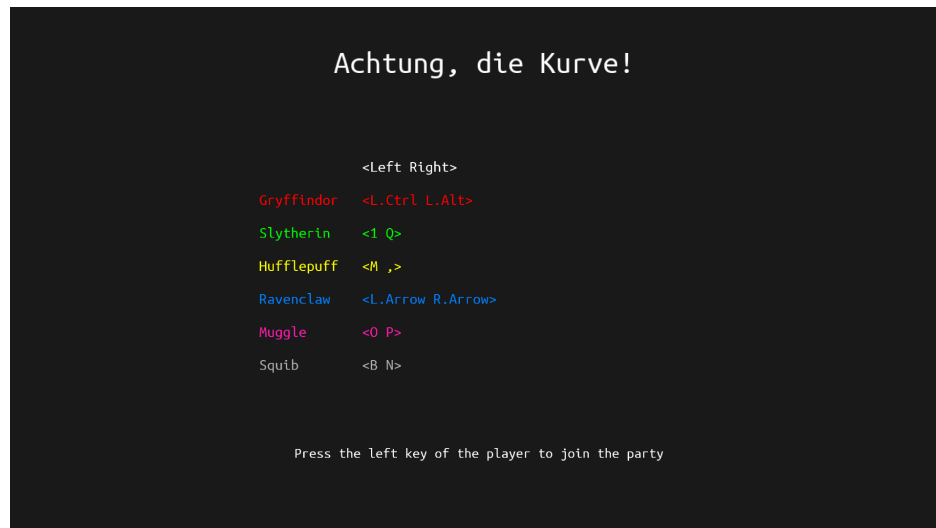 Achtung, die Kurve!
<Left Right>
Gryffindor <L.Ctrl L.Alt>
Slytherin <1 Q>
Hufflepuff <M ,>
Ravenclaw <L.Arrow R.Arrow>
Muggle <O P>
Squib <B N>
Press the left key of the player to join the party